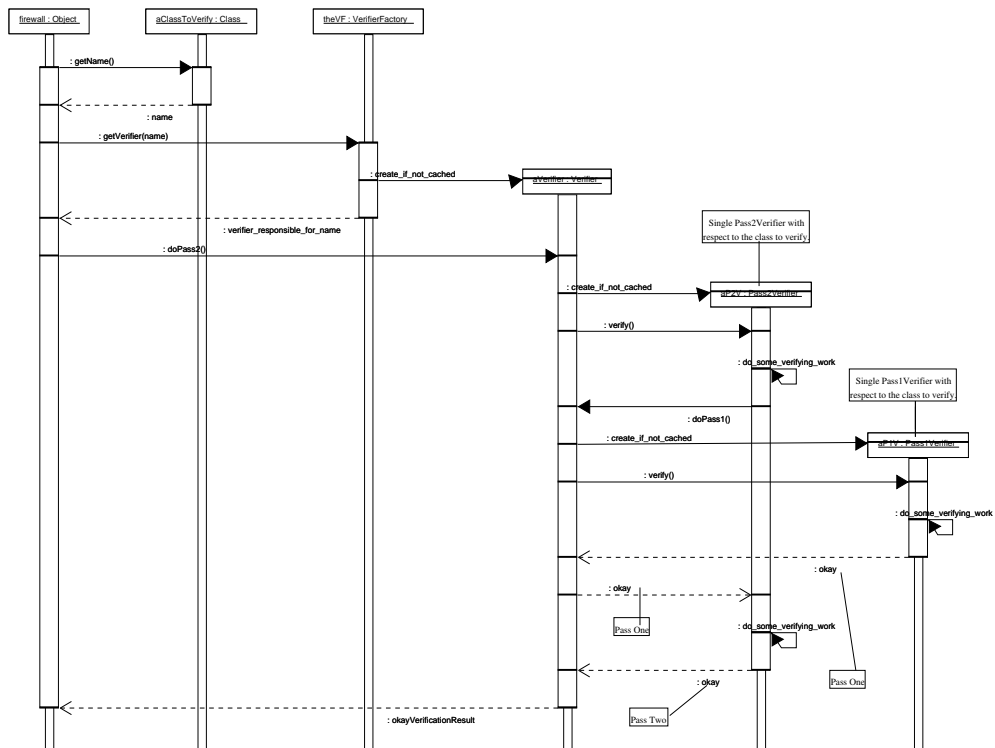 firewall : Object
aClassToVerify : Class
theVF : VerifierFactory
: getName()
: name
: getVerifier(name)
: create_if_not_cached
aVerifier : Verifier
: verifier_responsible_for_name
Single Pass2Verifier with
respect to the class to verify.
: doPass2()
: create_if_not_cached
aP2V : Pass2Verifier
: verify()
: do_some_verifying_work
Single Pass1Verifier with
respect to the class to verify.
: doPass1()
: create_if_not_cached
aP1V : Pass1Verifier
: verify()
: do_some_verifying_work
: okay
: okay
Pass One
: do_some_verifying_work
: okay
Pass One
Pass Two
: okayVerificationResult